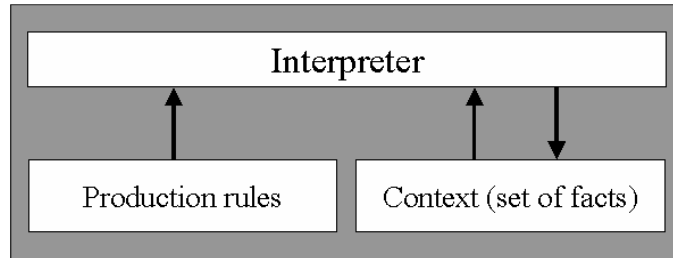 Interpreter
Production rules
Context (set of facts)